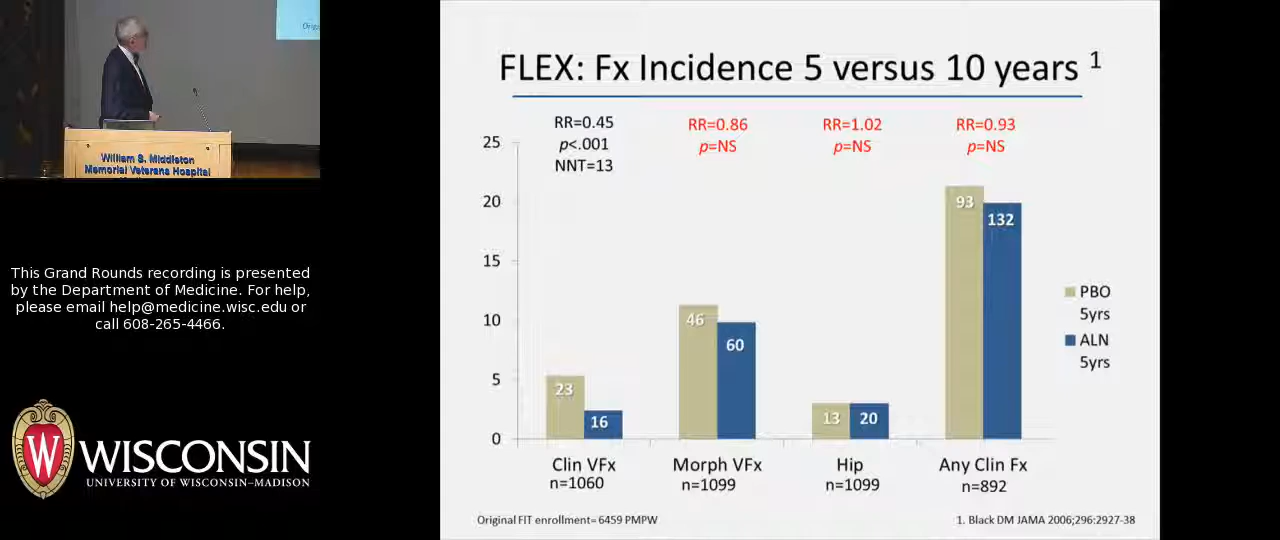 William S. Middleton
Memorial Veterans Hospital
This Grand Rounds recording is presented
by the Department of Medicine. For help,
please email help@medicine.wisc.edu or
call 608-265-4466.
W
WISCONSIN
UNIVERSITY OF WISCONSIN–MADISON
FLEX: Fx Incidence 5 versus 10 years 1
RR=0.45
p<.001
NNT=13
RR=0.86
p=NS
RR=1.02
p=NS
RR=0.93
p=NS
25
20
15
10
5
0
23
16
46
60
13
20
93
132
Clin VFx
n=1060
Morph VFx
n=1099
Hip
n=1099
Any Clin Fx
n=892
PBO
5yrs
ALN
5yrs
Original FIT enrollment= 6459 PMPW
1. Black DM JAMA 2006;296:2927-38